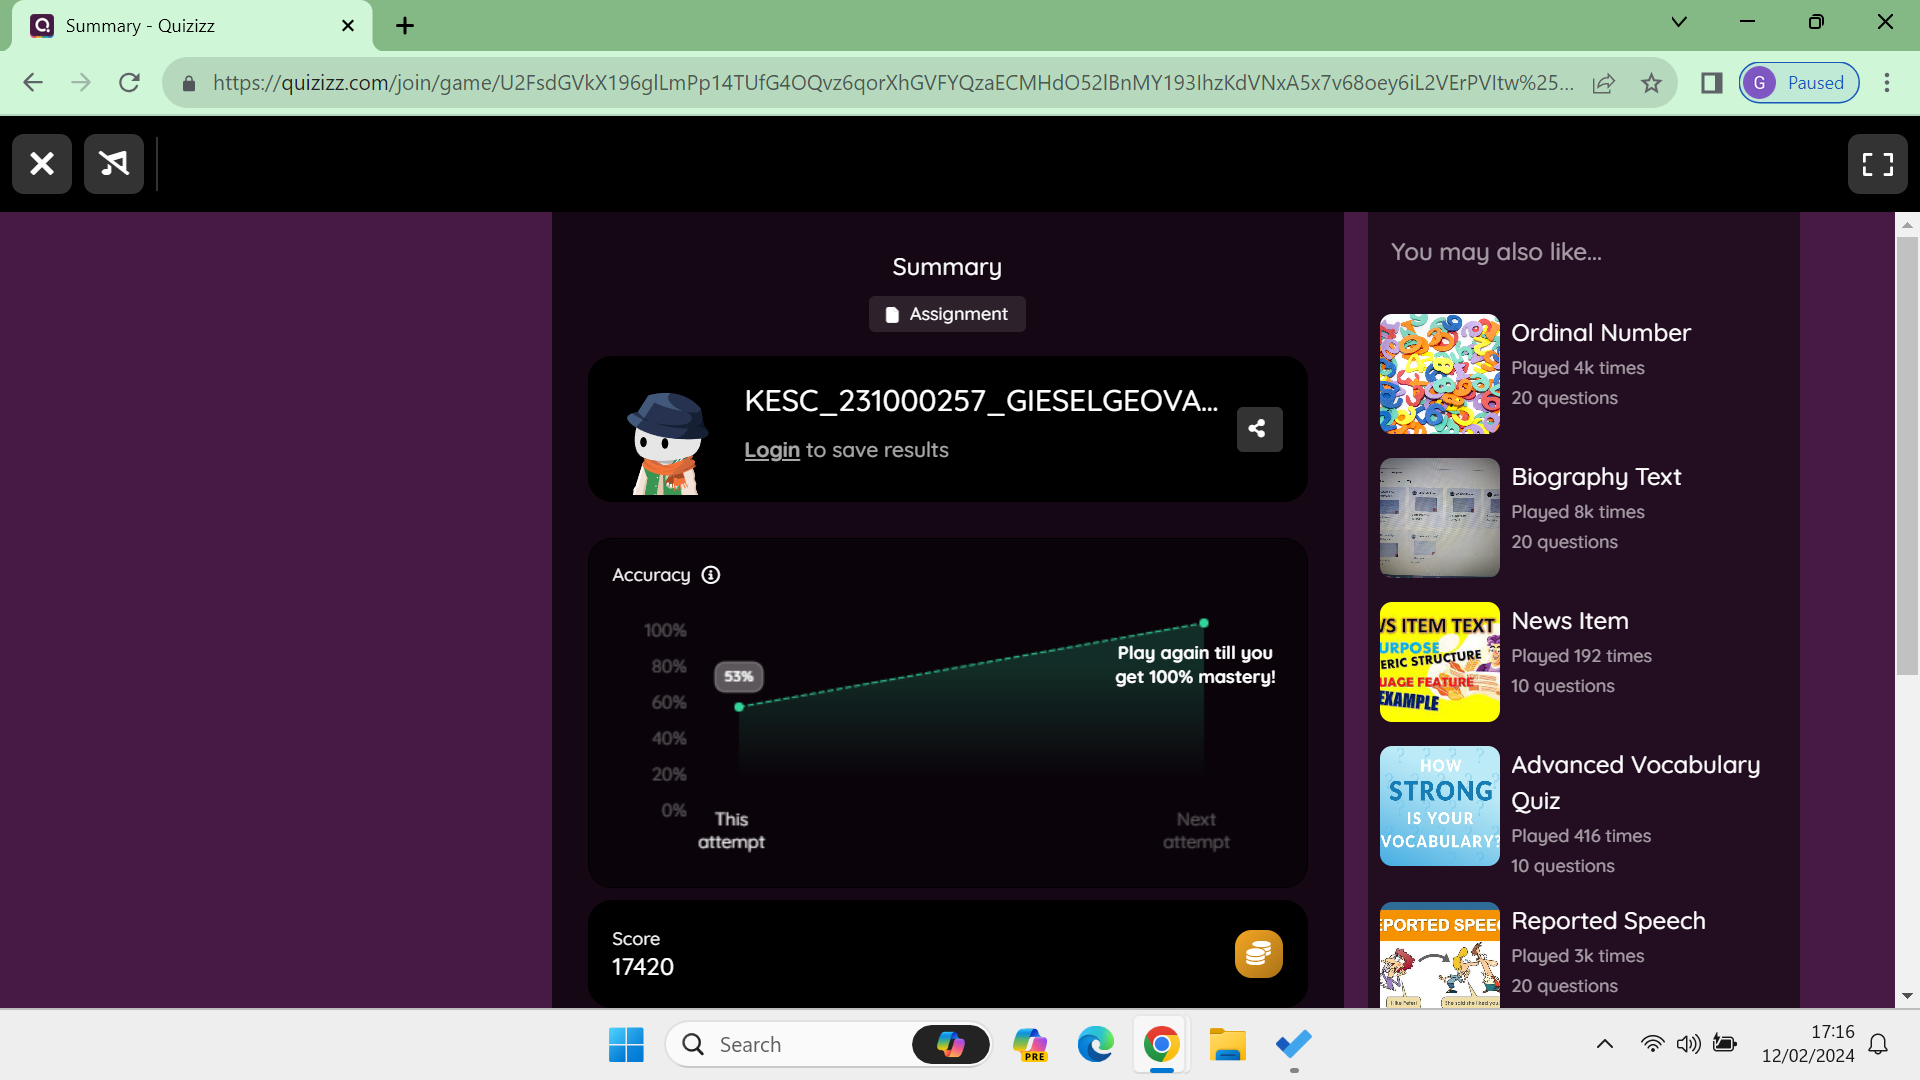 Summary - Quizizz
https://quizizz.com/join/game/U2FsdGVkX196glLmPp14TUfG4OQvz6qorXhGVFYQzaECMHdO52lBnMY193lhzKdVNxA5x7v68oey6iL2VErPVltw%25...
G Paused
Summary
Assignment
KESC_231000257_GIESELGEOVA...
Login to save results
Accuracy
100%
80%
60%
40%
20%
0%
53%
Play again till you
get 100% mastery!
This
attempt
Next
attempt
Score
17420
You may also like...
Ordinal Number
Played 4k times
20 questions
Biography Text
Played 8k times
20 questions
WS ITEM TEXT
URPOSE
ERIC STRUCTURE
UAGE FEATURE
EXAMPLE
News Item
Played 192 times
10 questions
HOW
STRONG
IS YOUR
VOCABULARY?
Advanced Vocabulary
Quiz
Played 416 times
10 questions
EPORTED SPEEC
Reported Speech
Played 3k times
20 questions
Search
PRE
17:16
12/02/2024